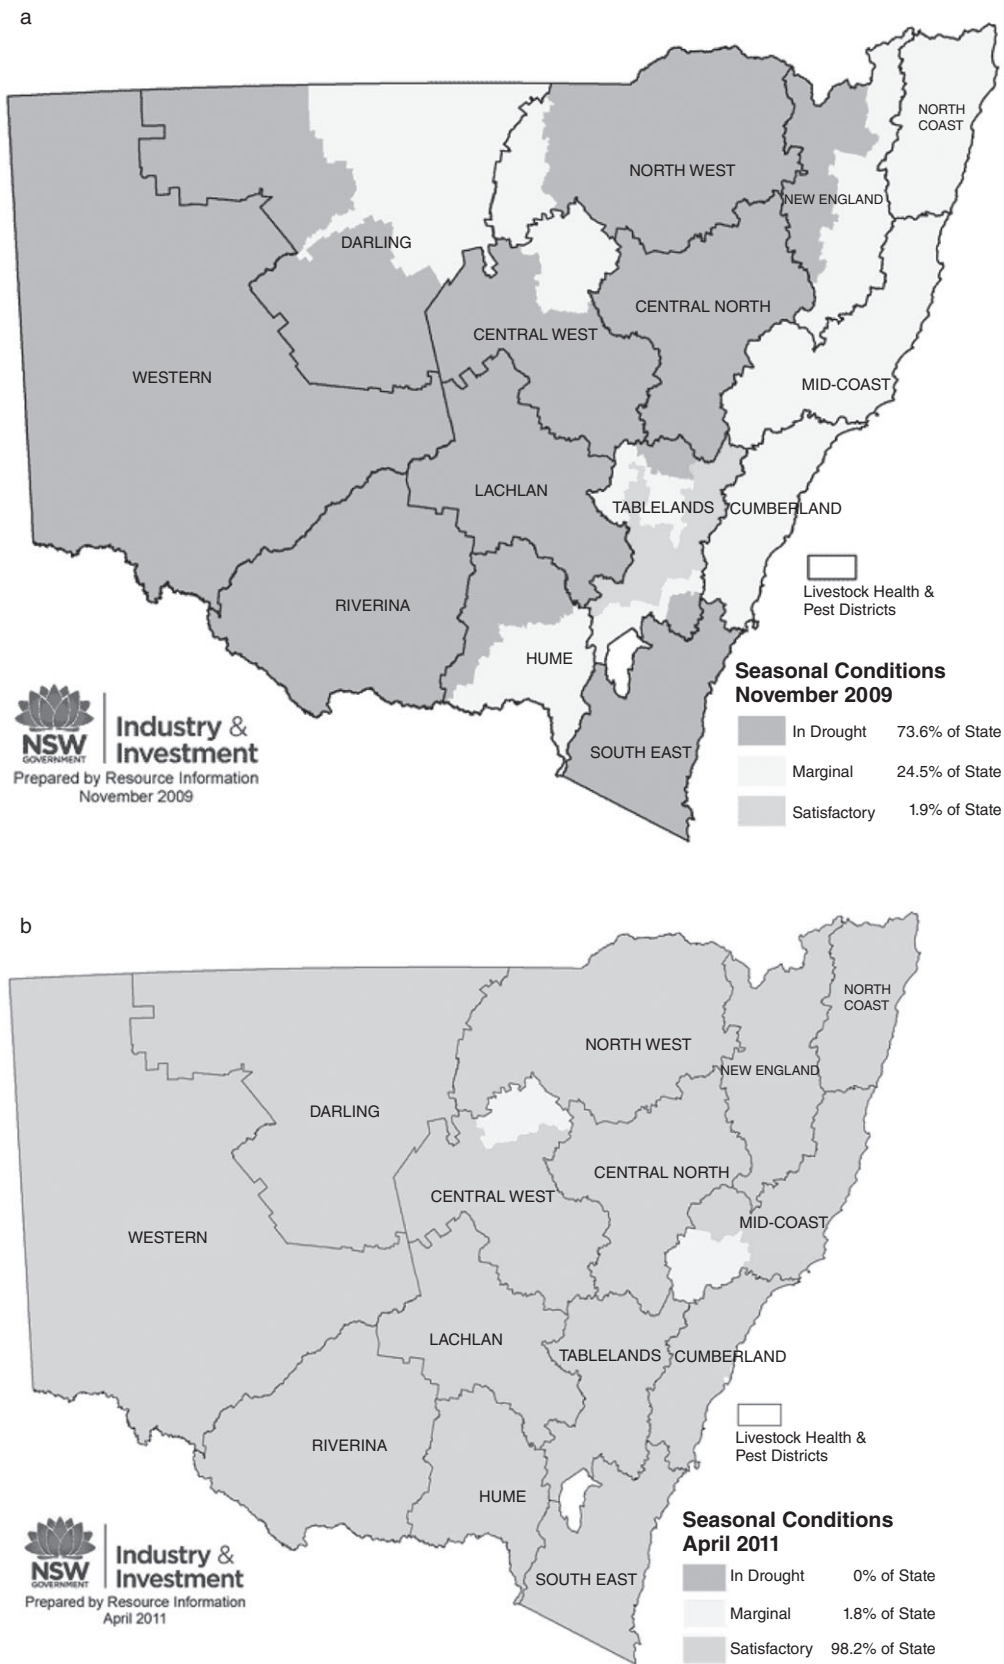 a
NORTH
COAST
NORTH WEST
NEW ENGLAND
DARLING
CENTRAL NORTH
CENTRAL WEST
WESTERN
MID-COAST
LACHLAN
TABLELANDS
CUMBERLAND
Livestock Health &
Pest Districts
RIVERINA
HUME
SOUTH EAST
Seasonal Conditions
November 2009
In Drought 73.6% of State
Marginal 24.5% of State
Satisfactory 1.9% of State
NSW
GOVERNMENT
Industry &
Investment
Prepared by Resource Information
November 2009
b
NORTH
COAST
NORTH WEST
NEW ENGLAND
DARLING
CENTRAL NORTH
CENTRAL WEST
MID-COAST
WESTERN
LACHLAN
TABLELANDS
CUMBERLAND
Livestock Health &
Pest Districts
RIVERINA
HUME
SOUTH EAST
Seasonal Conditions
April 2011
In Drought 0% of State
Marginal 1.8% of State
Satisfactory 98.2% of State
NSW
GOVERNMENT
Industry &
Investment
Prepared by Resource Information
April 2011